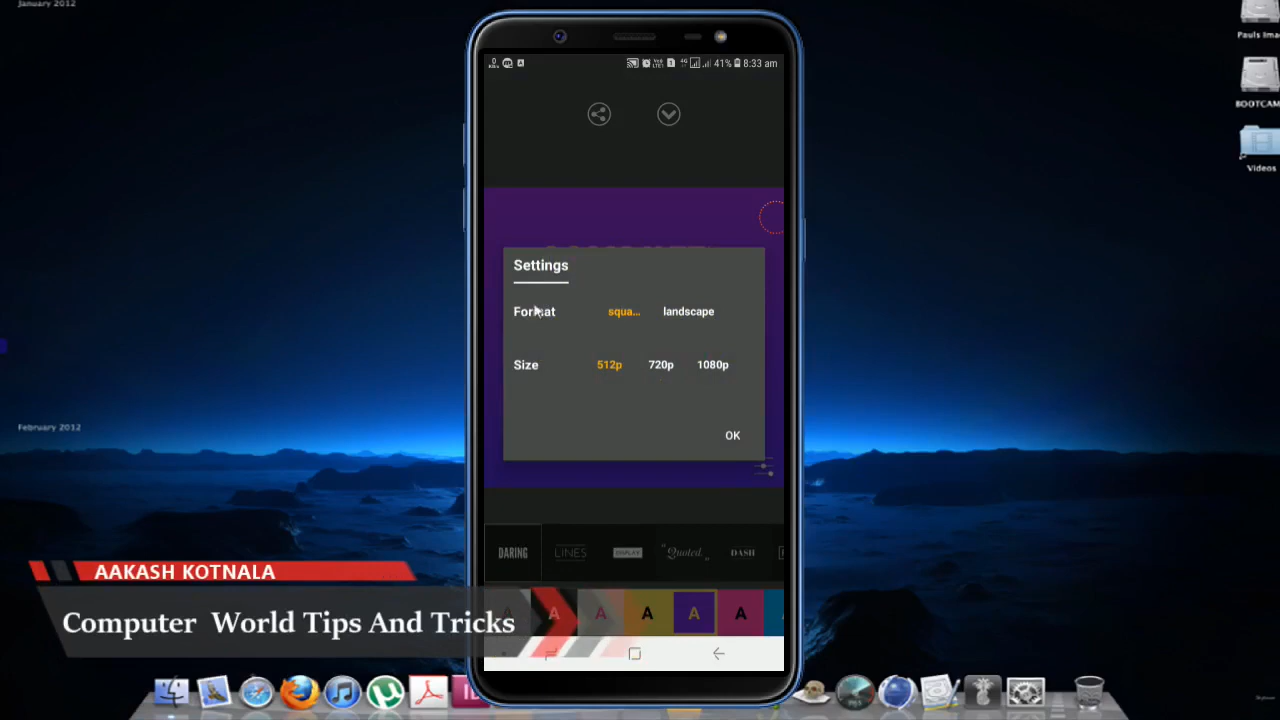 January 2012
Pauls Ima
BOOTCAM
Videos
41% 8:33 am
Settings
Format squa... landscape
Size 512p 720p 1080p
OK
February 2012
DARING LINES DISPLAY "Quoted„ DASH
A A A A A
AAKASH KOTNALA
Computer World Tips And Tricks